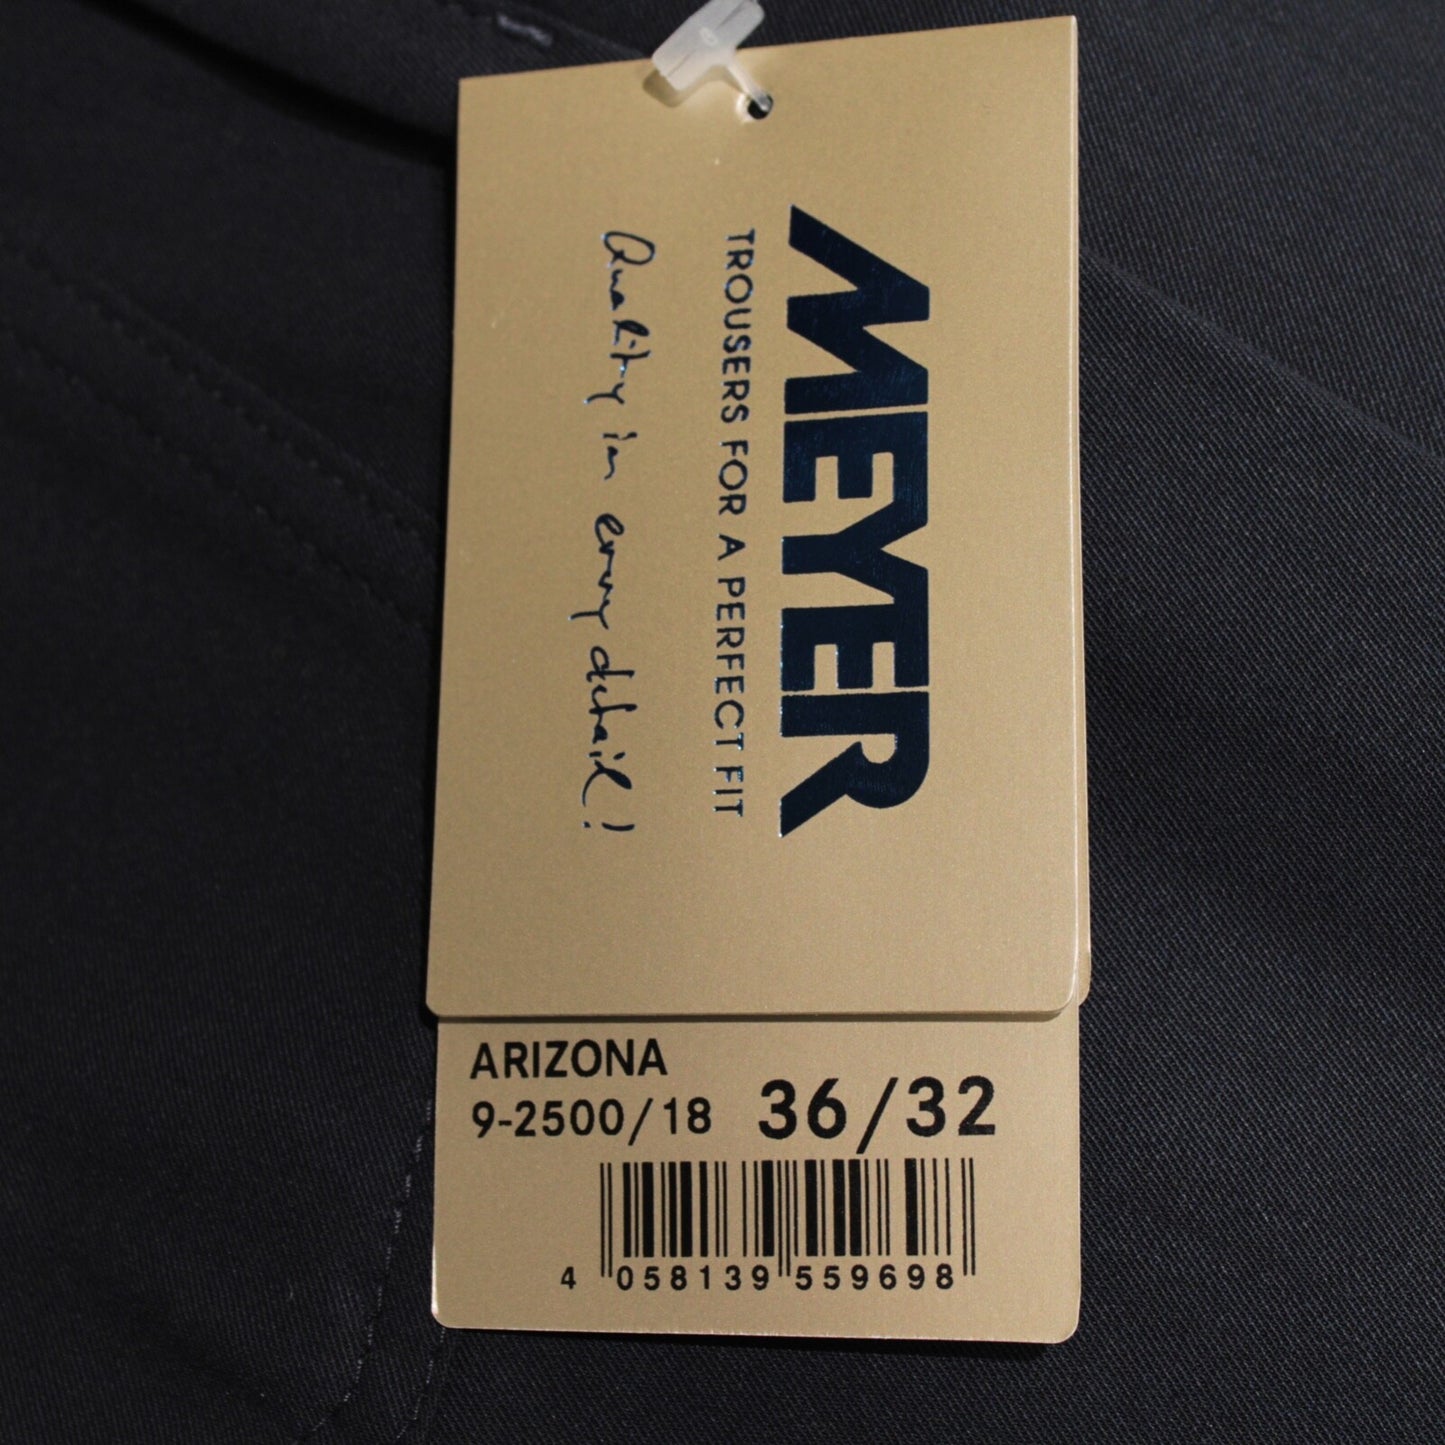 MEYER
TROUSERS FOR A PERFECT FIT
Quality in every detail!
ARIZONA
9-2500/18 36/32
4 058139 559698